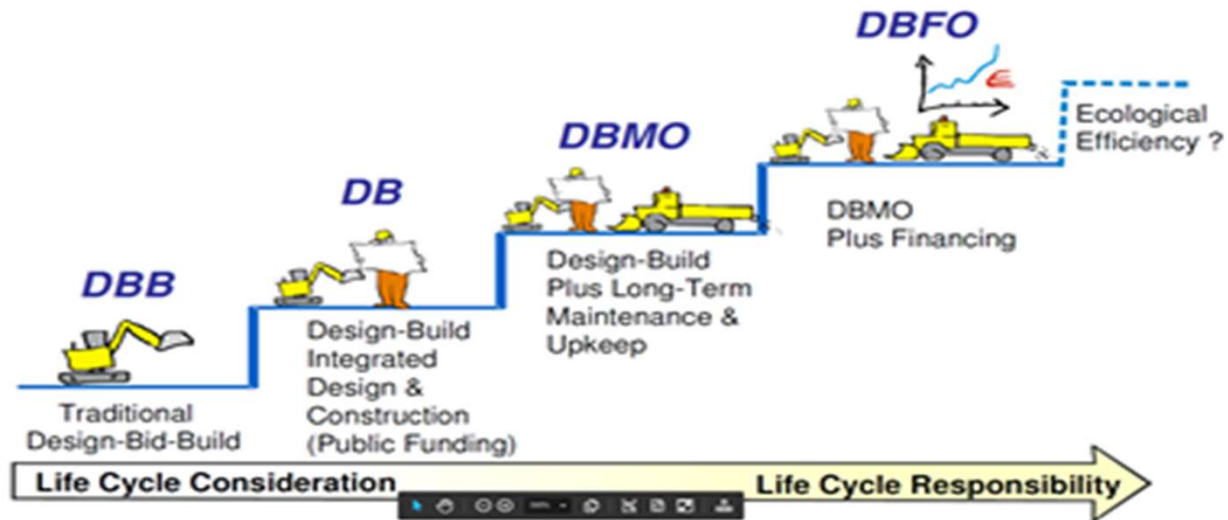 DBB
Traditional
Design-Bid-Build
DB
Design-Build
Integrated
Design &
Construction
(Public Funding)
DBMO
Design-Build
Plus Long-Term
Maintenance &
Upkeep
DBFO
€
DBMO
Plus Financing
Ecological
Efficiency ?
Life Cycle Consideration
Life Cycle Responsibility